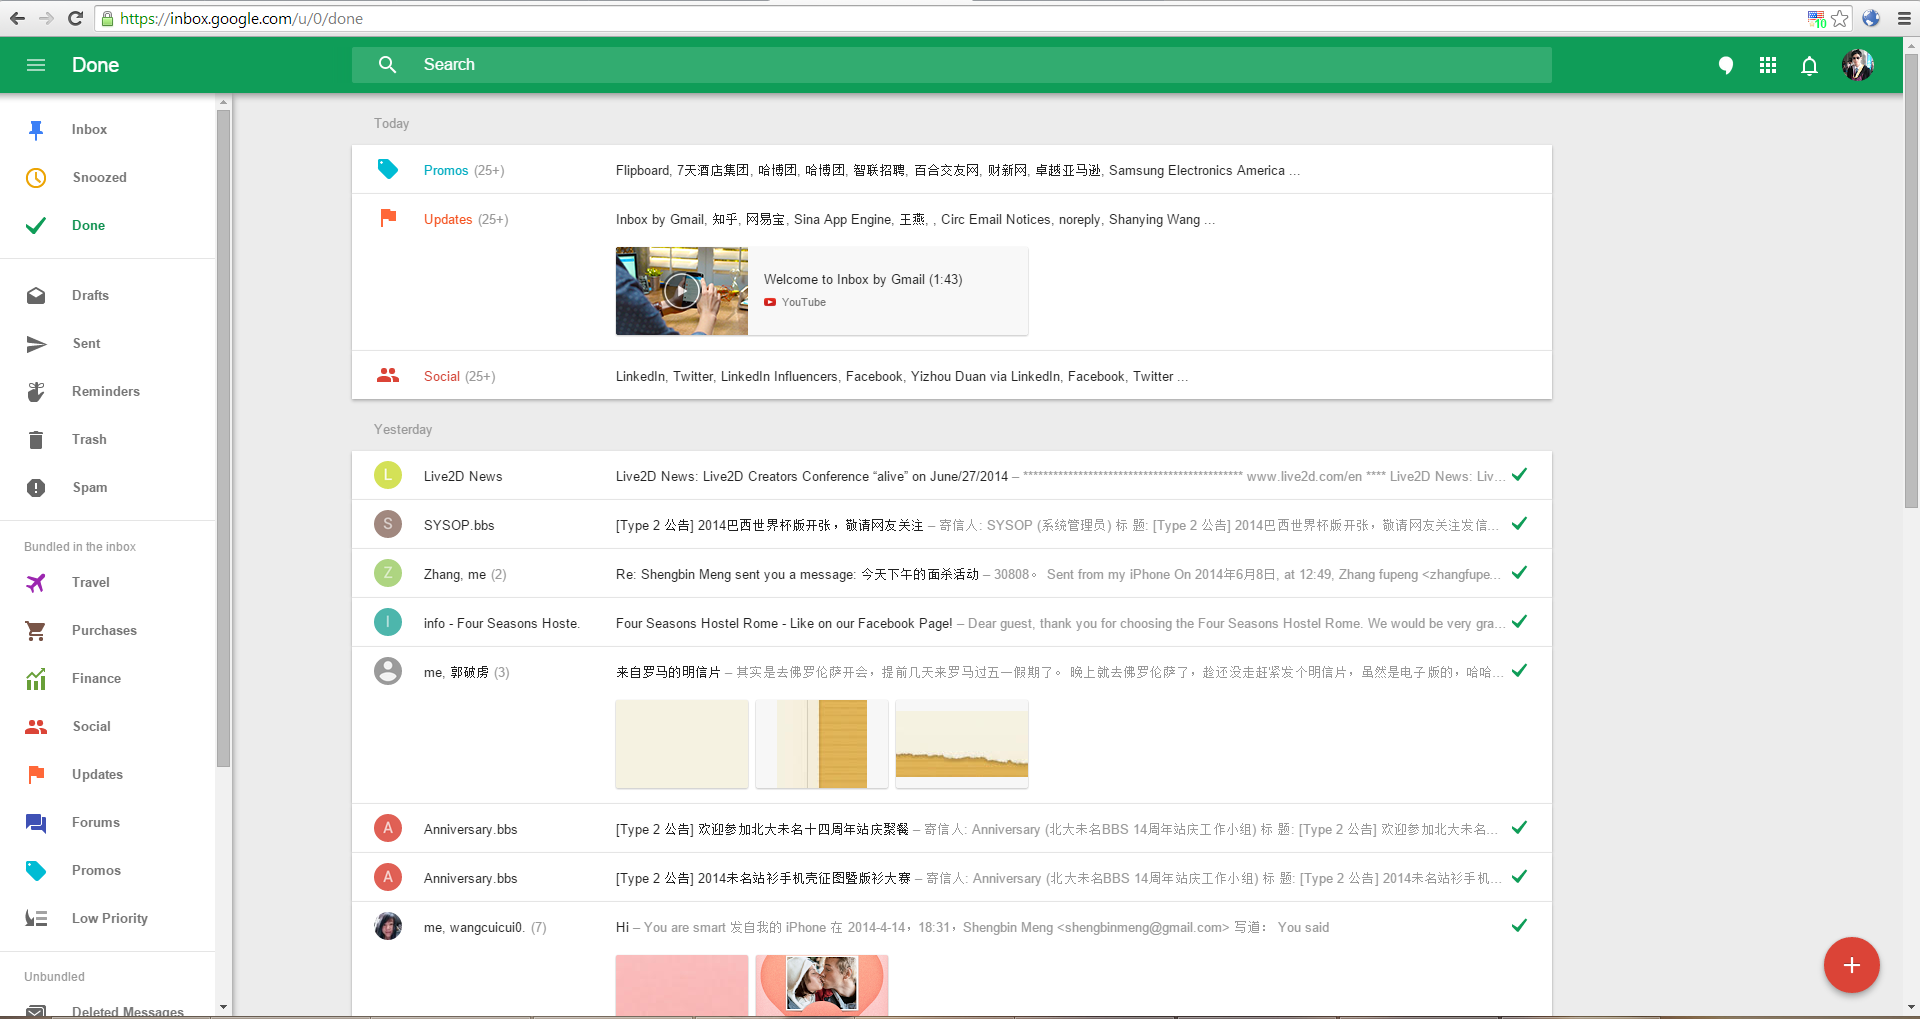 https://inbox.google.com/u/0/done
10
Done
Search
Inbox
Snoozed
Done
Drafts
Sent
Reminders
Trash
Spam
Bundled in the inbox
Travel
Purchases
Finance
Social
Updates
Forums
Promos
Low Priority
Unbundled
Deleted Messages
Today
Promos (25+) Flipboard, 7天酒店集团, 哈博团, 哈博团, 智联招聘, 百合交友网, 财新网, 卓越亚马逊, Samsung Electronics America ...
Updates (25+) Inbox by Gmail, 知乎, 网易宝, Sina App Engine, 王燕, , Circ Email Notices, noreply, Shanying Wang ...
Welcome to Inbox by Gmail (1:43)
YouTube
Social (25+) LinkedIn, Twitter, LinkedIn Influencers, Facebook, Yizhou Duan via LinkedIn, Facebook, Twitter ...
Yesterday
L Live2D News Live2D News: Live2D Creators Conference “alive” on June/27/2014 – ******************************************** www.live2d.com/en **** Live2D News: Liv...
S SYSOP.bbs [Type 2 公告] 2014巴西世界杯版开张，敬请网友关注 – 寄信人: SYSOP (系统管理员) 标 题: [Type 2 公告] 2014巴西世界杯版开张，敬请网友关注发信...
Z Zhang, me (2) Re: Shengbin Meng sent you a message: 今天下午的面杀活动 – 30808。 Sent from my iPhone On 2014年6月8日, at 12:49, Zhang fupeng <zhangfupe...
I info - Four Seasons Hoste. Four Seasons Hostel Rome - Like on our Facebook Page! – Dear guest, thank you for choosing the Four Seasons Hostel Rome. We would be very gra...
me, 郭破虏 (3) 来自罗马的明信片 – 其实是去佛罗伦萨开会，提前几天来罗马过五一假期了。 晚上就去佛罗伦萨了，趁还没走赶紧发个明信片，虽然是电子版的，哈哈...
A Anniversary.bbs [Type 2 公告] 欢迎参加北大未名十四周年站庆聚餐 – 寄信人: Anniversary (北大未名BBS 14周年站庆工作小组) 标 题: [Type 2 公告] 欢迎参加北大未名...
A Anniversary.bbs [Type 2 公告] 2014未名站衫手机壳征图暨版衫大赛 – 寄信人: Anniversary (北大未名BBS 14周年站庆工作小组) 标 题: [Type 2 公告] 2014未名站衫手机...
me, wangcuicui0. (7) Hi – You are smart 发自我的 iPhone 在 2014-4-14，18:31，Shengbin Meng <shengbinmeng@gmail.com> 写道： You said